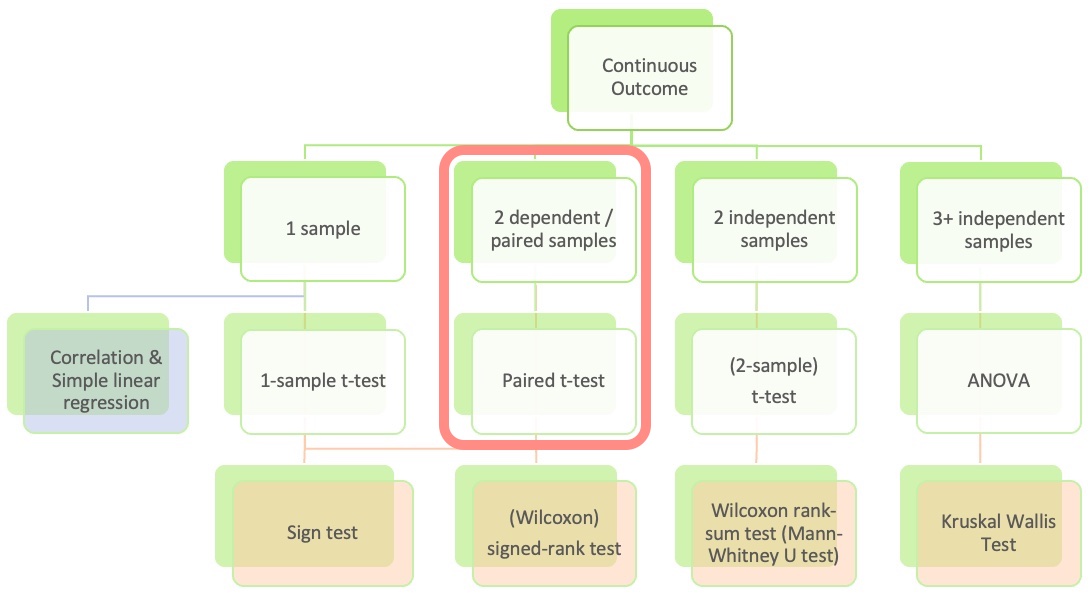 Continuous
Outcome
1 sample
2 dependent /
paired samples
2 independent
samples
3+ independent
samples
Correlation &
Simple linear
regression
1-sample t-test
Paired t-test
(2-sample)
t-test
ANOVA
Sign test
(Wilcoxon)
signed-rank test
Wilcoxon rank-
sum test (Mann-
Whitney U test)
Kruskal Wallis
Test